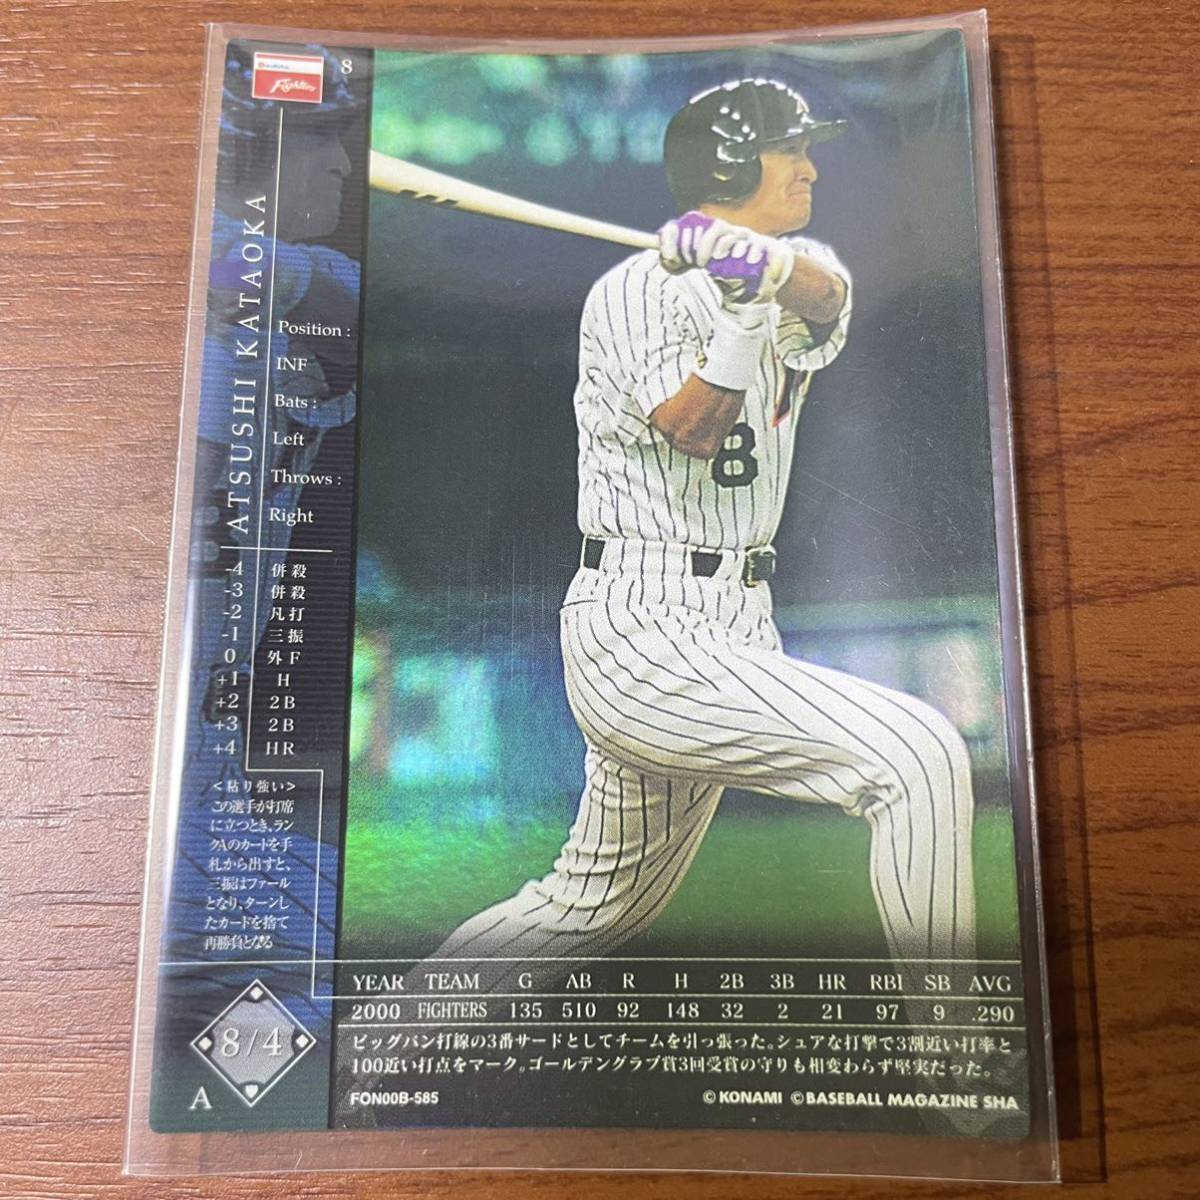 Fighters
8
ATSUSHI KATAOKA
Position :
INF
Bats :
Left
Throws :
Right
8
-4 併殺
-3 併殺
-2 凡打
-1 三振
0 外F
+1 H
+2 2B
+3 2B
+4 HR
<粘り強い>
この選手が打席
に立つとき、ラン
クAのカードを手
札から出すと、
三振はファール
となり、ターンし
たカードを捨て
再勝負となる
8/4
A
YEAR TEAM G AB R H 2B 3B HR RBI SB AVG
2000 FIGHTERS 135 510 92 148 32 2 21 97 9 .290
ビッグバン打線の3番サードとしてチームを引っ張った。シュアな打撃で3割近い打率と
100近い打点をマーク。ゴールデングラブ賞3回受賞の守りも相変わらず堅実だった。
FON00B-585
©KONAMI ©BASEBALL MAGAZINE SHA